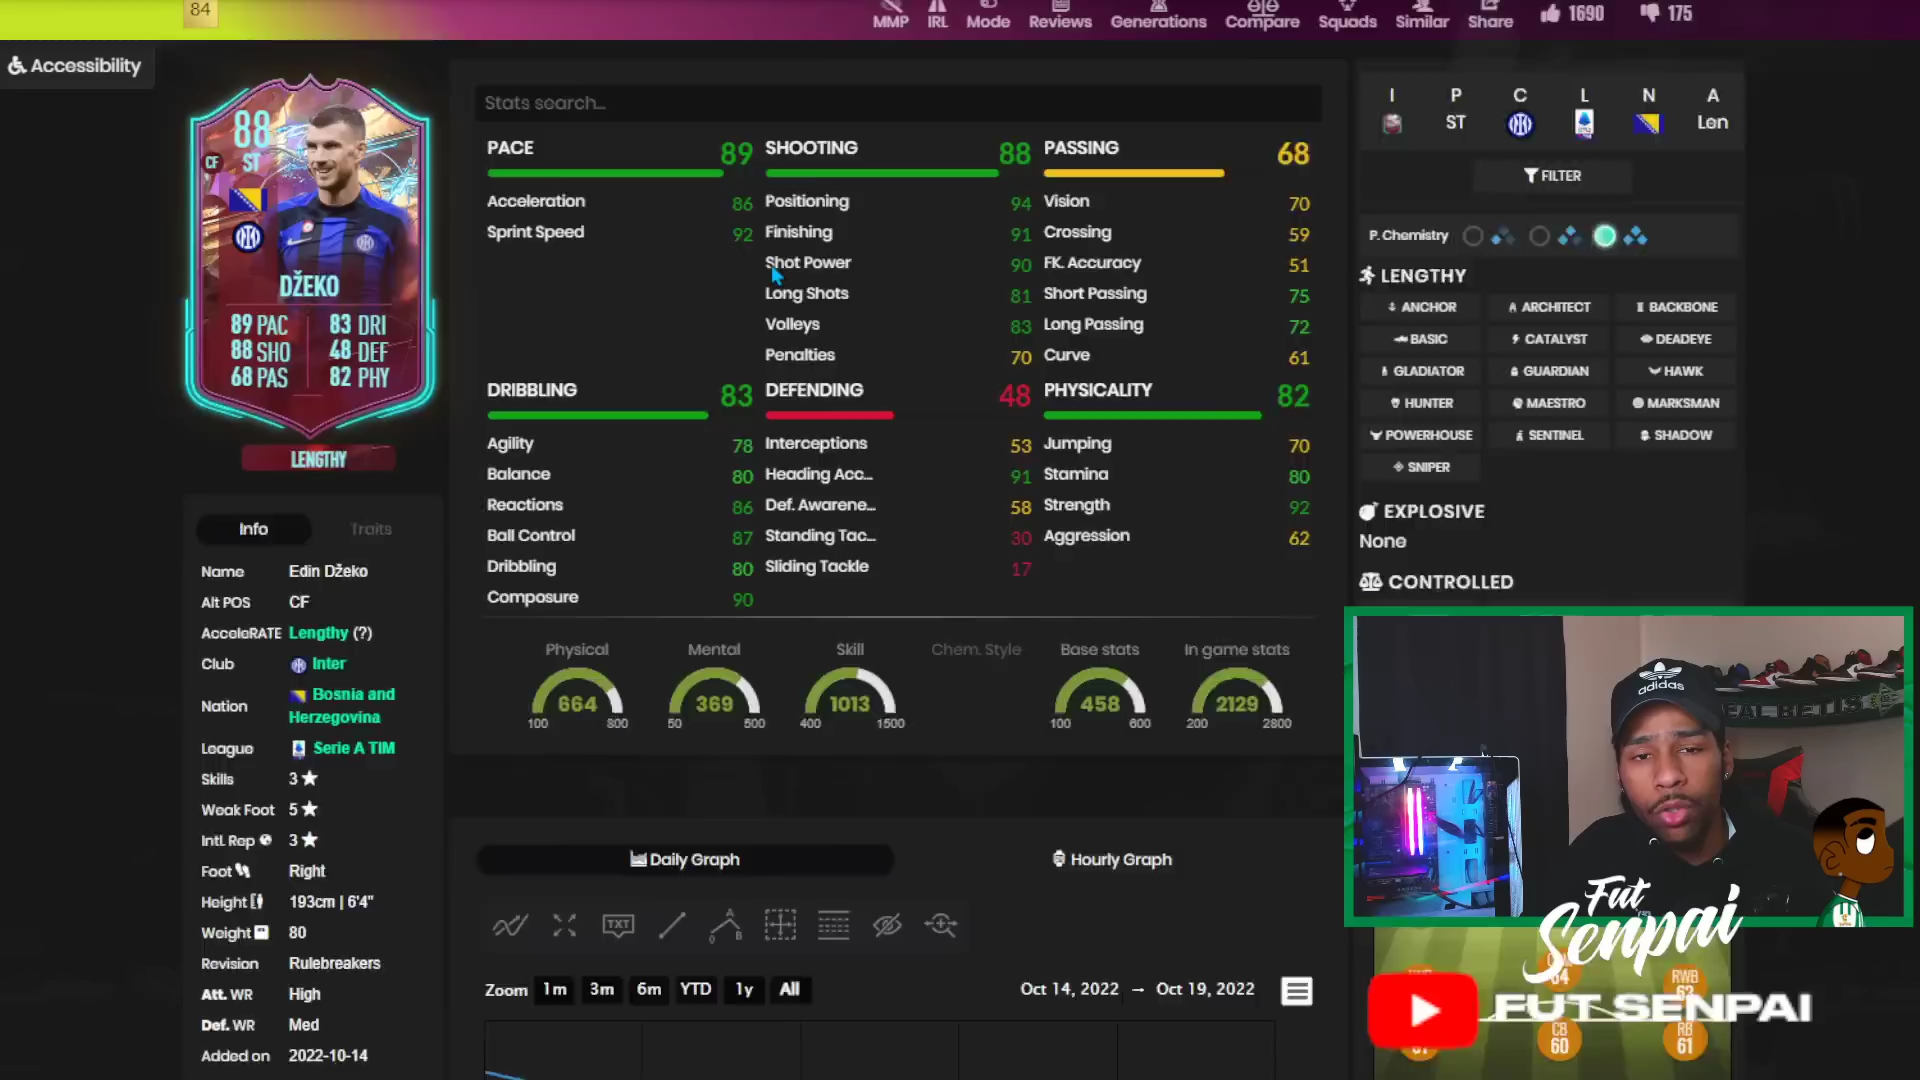 84
MMP IRL Mode Reviews Generations Compare Squads Similar Share 1690 175
Accessibility
88
ST
CF
DŽEKO
89 PAC 83 DRI
88 SHO 48 DEF
68 PAS 82 PHY
LENGTHY
Info Traits
Name Edin Džeko
Alt POS CF
AcceleRATE Lengthy (?)
Club Inter
Nation Bosnia and
Herzegovina
League Serie A TIM
Skills 3
Weak Foot 5
Intl. Rep 3
Foot Right
Height 193cm | 6'4"
Weight 80
Revision Rulebreakers
Att. WR High
Def. WR Med
Added on 2022-10-14
Stats search...
PACE 89
Acceleration 86
Sprint Speed 92
SHOOTING 88
Positioning 94
Finishing 91
Shot Power 90
Long Shots 81
Volleys 83
Penalties 70
PASSING 68
Vision 70
Crossing 59
FK. Accuracy 51
Short Passing 75
Long Passing 72
Curve 61
DRIBBLING 83
Agility 78
Balance 80
Reactions 86
Ball Control 87
Dribbling 80
Composure 90
DEFENDING 48
Interceptions 53
Heading Acc... 91
Def. Awarene... 58
Standing Tac... 30
Sliding Tackle 17
PHYSICALITY 82
Jumping 70
Stamina 80
Strength 92
Aggression 62
Physical Mental Skill Chem. Style Base stats In game stats
664 369 1013 458 2129
100 800 50 500 400 1500 100 600 200 2800
Daily Graph Hourly Graph
TXT
A
0 B
Zoom 1m 3m 6m YTD 1y All Oct 14, 2022 → Oct 19, 2022
I P C L N A
ST Len
FILTER
P. Chemistry
LENGTHY
ANCHOR ARCHITECT BACKBONE
BASIC CATALYST DEADEYE
GLADIATOR GUARDIAN HAWK
HUNTER MAESTRO MARKSMAN
POWERHOUSE SENTINEL SHADOW
SNIPER
EXPLOSIVE
None
CONTROLLED
adidas
EAL BETIS
Fut
Senpai
64
RWB
62
FUT SENPAI
CB
60
RB
61